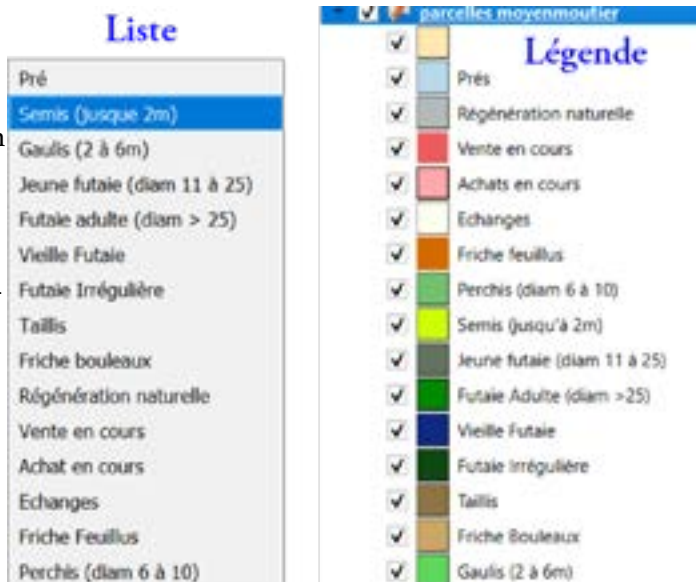 Liste
Pré
Semis (jusque 2m)
Gaulis (2 à 6m)
Jeune futaie (diam 11 à 25)
Futaie adulte (diam > 25)
Vieille Futaie
Futaie Irrégulière
Taillis
Friche bouleaux
Régénération naturelle
Vente en cours
Achat en cours
Echanges
Friche Feuillus
Perchis (diam 6 à 10)
parcelles moyenmoutier
Légende
Prés
Régénération naturelle
Vente en cours
Achats en cours
Echanges
Friche feuillus
Perchis (diam 6 à 10)
Semis (jusqu'à 2m)
Jeune futaie (diam 11 à 25)
Futaie Adulte (diam >25)
Vieille Futaie
Futaie Irrégulière
Taillis
Friche Bouleaux
Gaulis (2 à 6m)